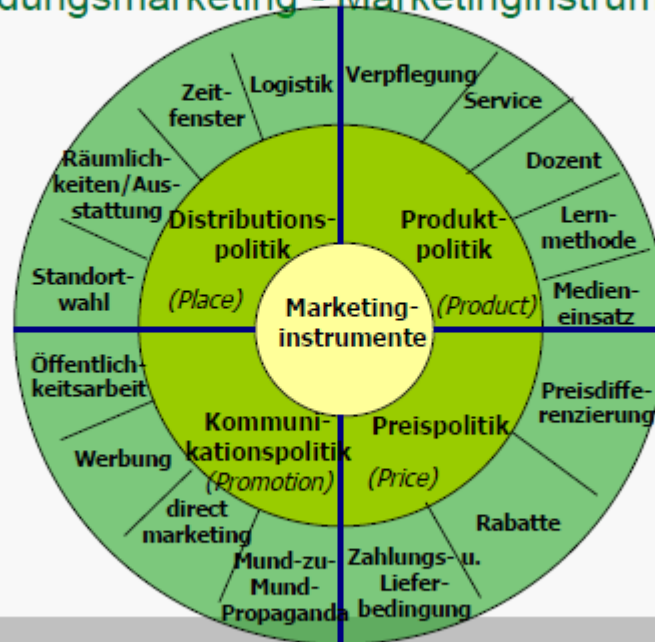 dungsmarketing - Marketinginstrum
Logistik
Verpflegung
Zeit-
fenster
Service
Räumlich-
keiten/Aus-
stattung
Dozent
Distributions-
politik
(Place)
Produkt-
politik
(Product)
Lern-
methode
Standort-
wahl
Medien-
einsatz
Marketing-
instrumente
Öffentlich-
keitsarbeit
Preisdiffe-
renzierung
Kommuni-
kationspolitik
(Promotion)
Preispolitik
(Price)
Werbung
direct
marketing
Rabatte
Mund-zu-
Mund-
Propaganda
Zahlungs- u.
Liefer-
bedingung